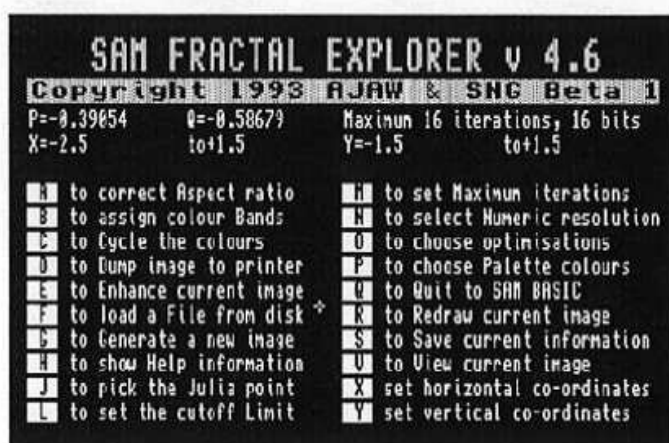 SAM FRACTAL EXPLORER v 4.6
Copyright 1993 AJAW & SNG Beta 1
P=-0.39054 Q=-0.58679 Maximum 16 iterations, 16 bits
X=-2.5 to+1.5 Y=-1.5 to+1.5
A to correct Aspect ratio
B to assign colour Bands
C to Cycle the colours
D to Dump image to printer
E to Enhance current image
F to load a File from disk
G to Generate a new image
H to show Help information
J to pick the Julia point
L to set the cutoff Limit
M to set Maximum iterations
N to select Numeric resolution
O to choose optimisations
P to choose Palette colours
Q to Quit to SAM BASIC
R to Redraw current image
S to Save current information
V to View current image
X set horizontal co-ordinates
Y set vertical co-ordinates